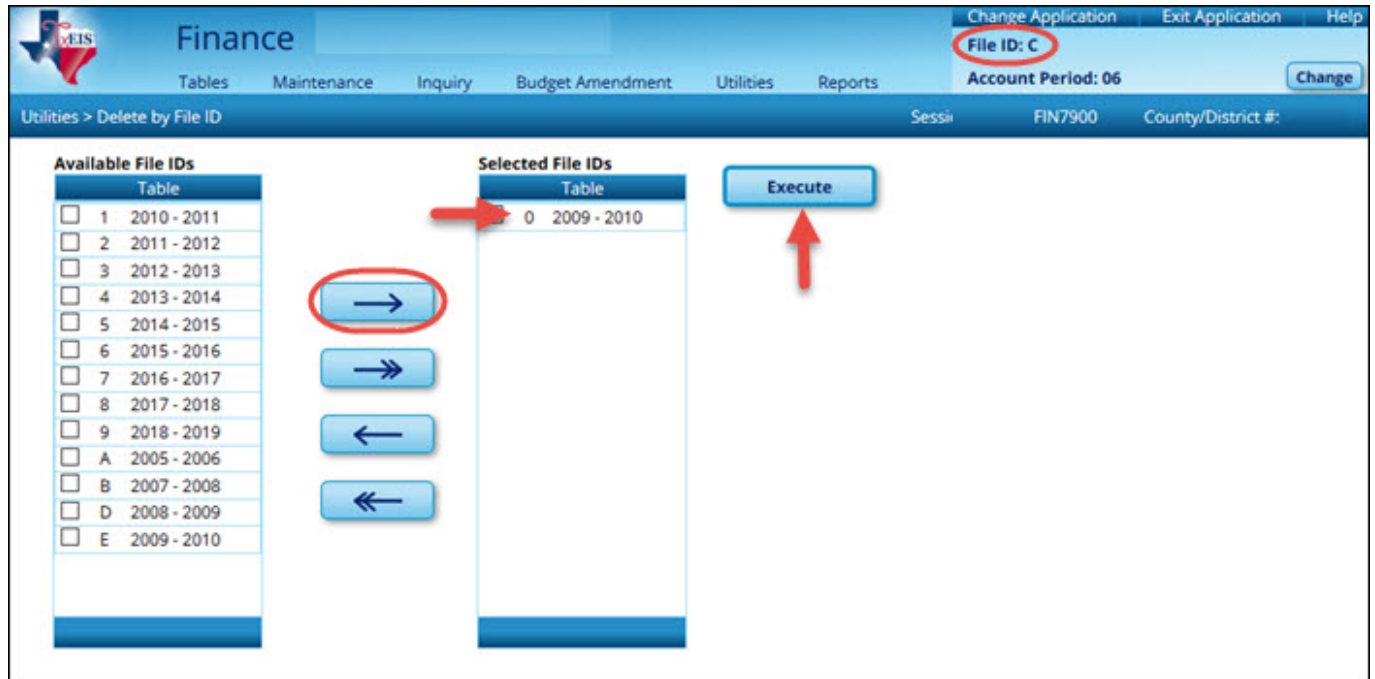 Change Application Exit Application Help
TxEIS Finance File ID: C
Tables Maintenance Inquiry Budget Amendment Utilities Reports Account Period: 06 Change
Utilities > Delete by File ID FIN7900 County/District #:
Available File IDs Selected File IDs
Table Table Execute
1 2010 - 2011 0 2009 - 2010
2 2011 - 2012
3 2012 - 2013
4 2013 - 2014
5 2014 - 2015
6 2015 - 2016
7 2016 - 2017
8 2017 - 2018
9 2018 - 2019
A 2005 - 2006
B 2007 - 2008
D 2008 - 2009
E 2009 - 2010